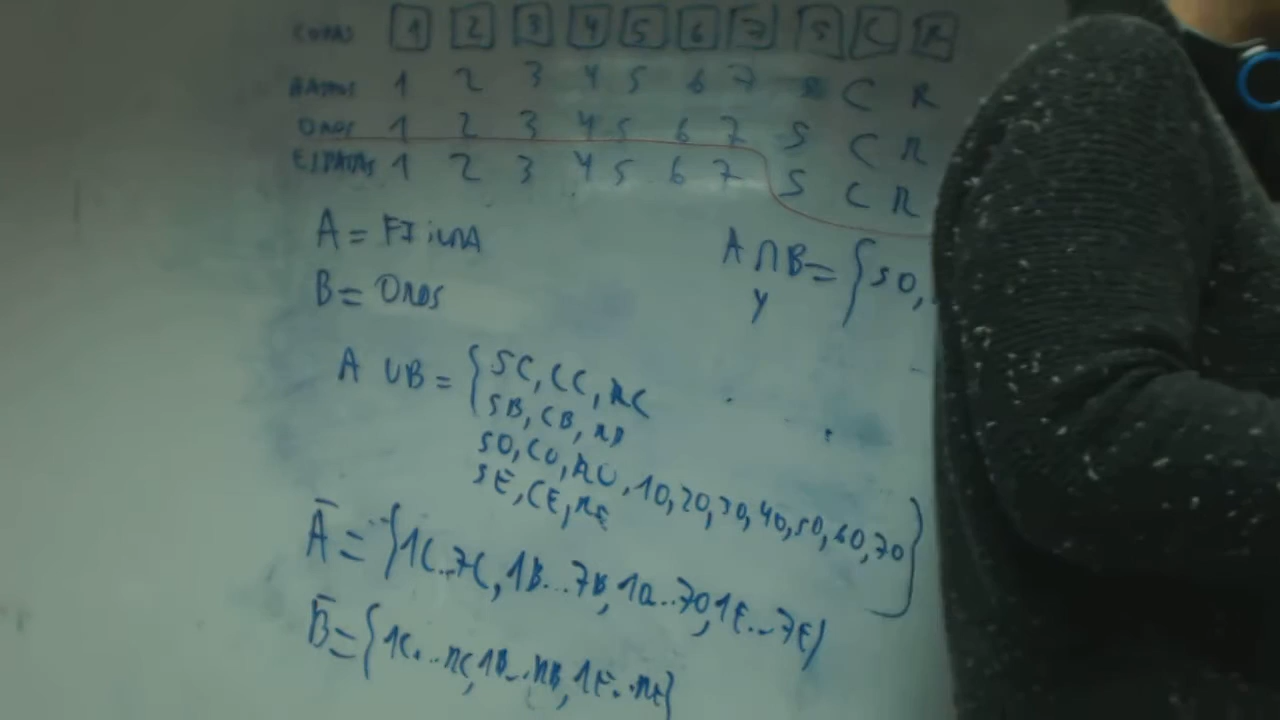 COPAS 1 2 3 4 5 6 7 S C R
BASTOS 1 2 3 4 5 6 7 S C R
OROS 1 2 3 4 5 6 7 S C R
ESPADAS 1 2 3 4 5 6 7 S C R
A = FIGURA
B = OROS
A ∩ B = {SO,
y
A ∪ B = {SC, CC, RC
SB, CB, RB
SO, CO, RO, 1O, 2O, 3O, 4O, 5O, 6O, 7O}
SE, CE, RE
Ā = {1C...7C, 1B...7B, 1O...7O, 1E...7E}
B̄ = {1C...RC, 1B...RB, 1E...RE}